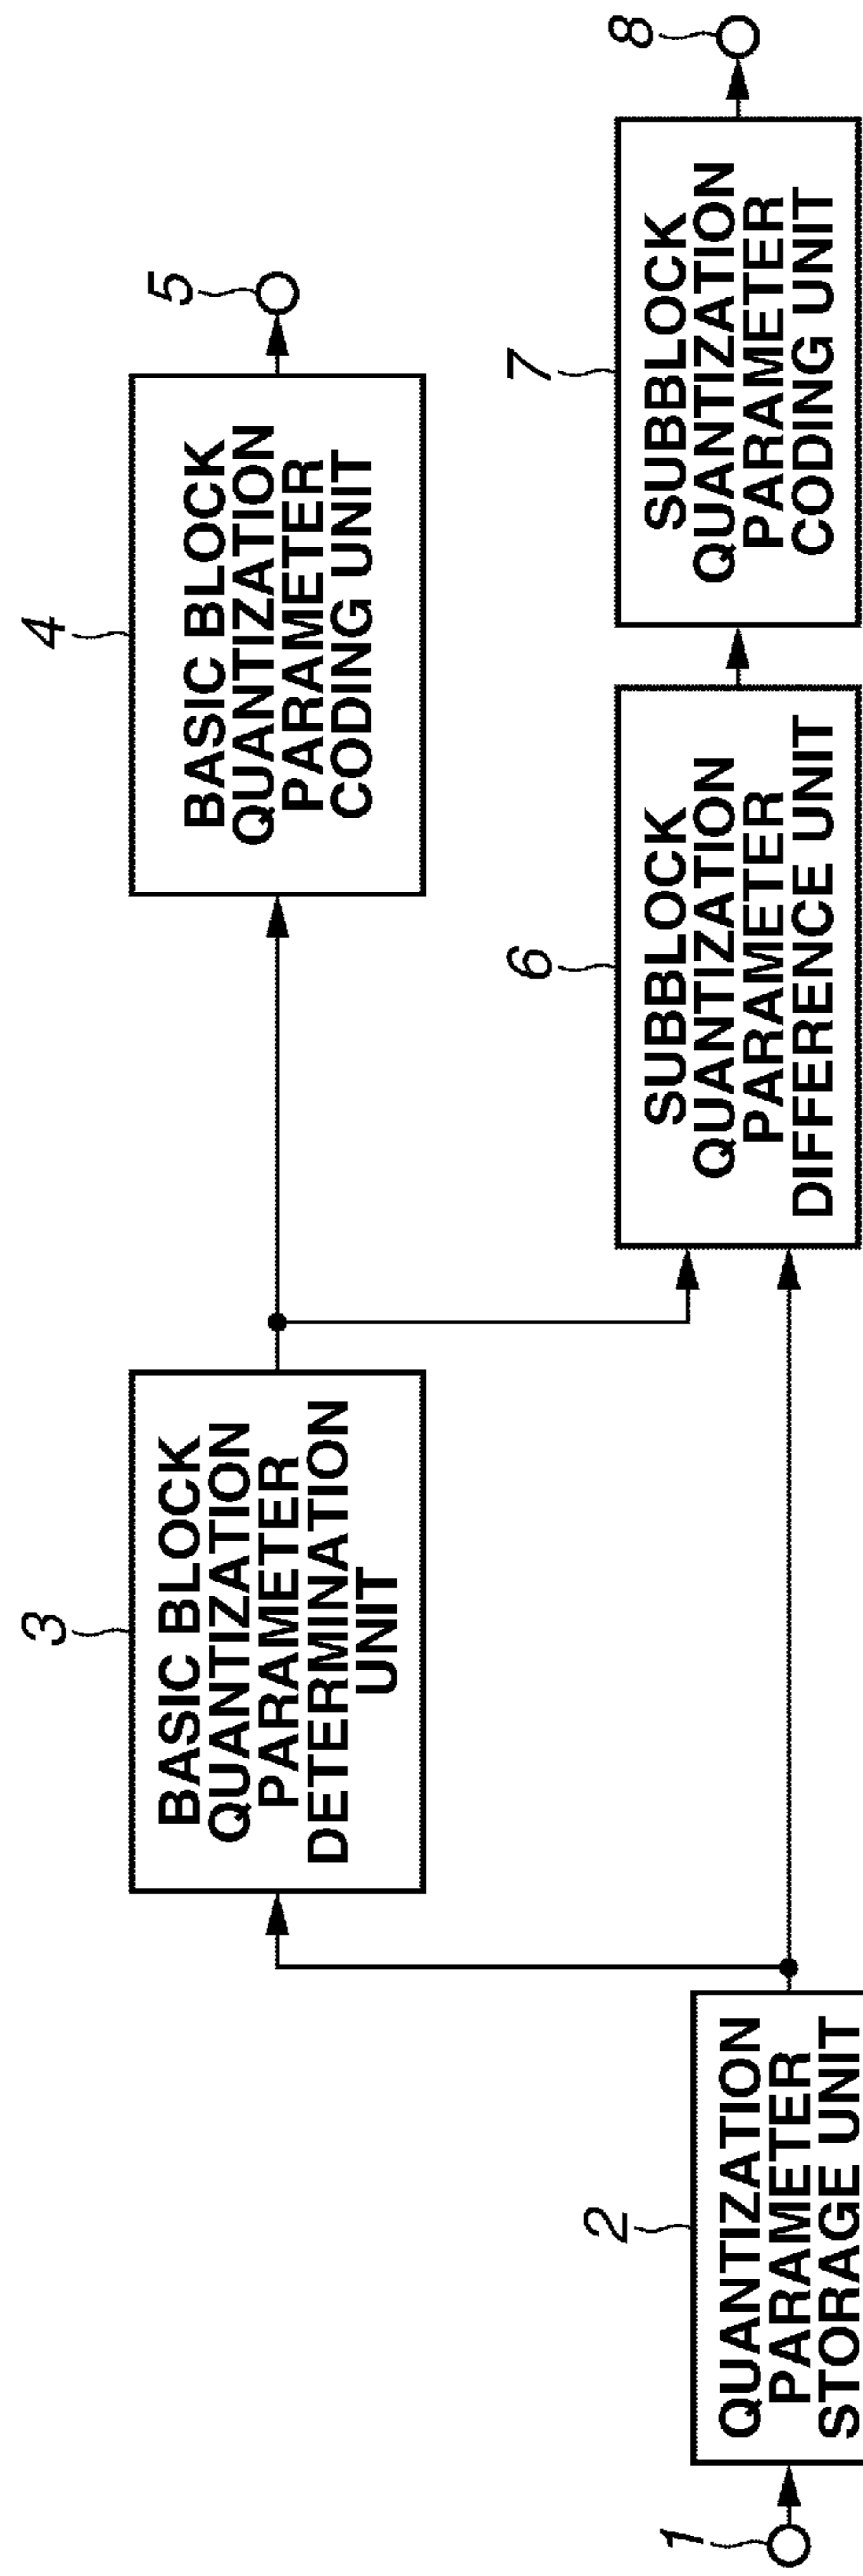 1
2
QUANTIZATION
PARAMETER
STORAGE UNIT
3
BASIC BLOCK
QUANTIZATION
PARAMETER
DETERMINATION
UNIT
4
BASIC BLOCK
QUANTIZATION
PARAMETER
CODING UNIT
5
6
SUBBLOCK
QUANTIZATION
PARAMETER
DIFFERENCE UNIT
7
SUBBLOCK
QUANTIZATION
PARAMETER
CODING UNIT
8